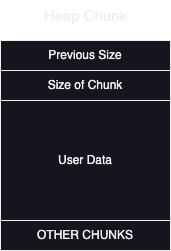 Heap Chunk
Previous Size
Size of Chunk
User Data
OTHER CHUNKS